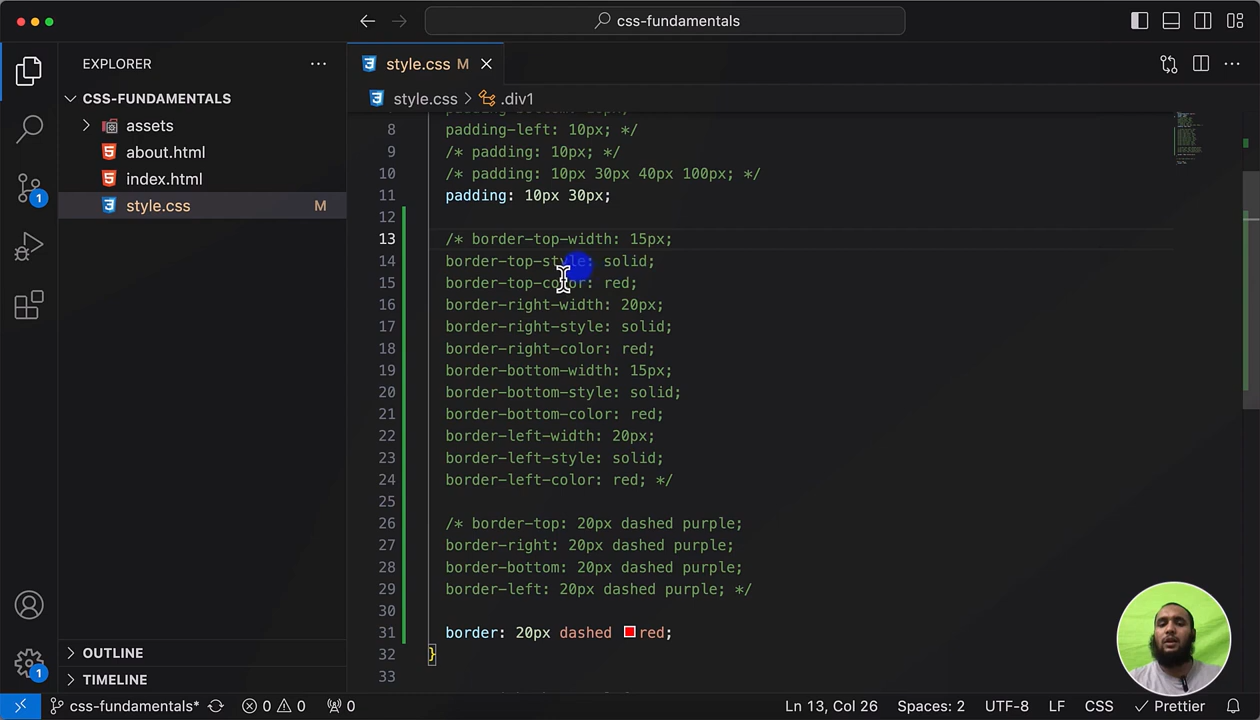 css-fundamentals
EXPLORER
style.css M
CSS-FUNDAMENTALS
style.css > .div1
assets
about.html
index.html
style.css M
8 padding-left: 10px; */
9 /* padding: 10px; */
10 /* padding: 10px 30px 40px 100px; */
11 padding: 10px 30px;
12
13 /* border-top-width: 15px;
14 border-top-style: solid;
15 border-top-color: red;
16 border-right-width: 20px;
17 border-right-style: solid;
18 border-right-color: red;
19 border-bottom-width: 15px;
20 border-bottom-style: solid;
21 border-bottom-color: red;
22 border-left-width: 20px;
23 border-left-style: solid;
24 border-left-color: red; */
25
26 /* border-top: 20px dashed purple;
27 border-right: 20px dashed purple;
28 border-bottom: 20px dashed purple;
29 border-left: 20px dashed purple; */
30
31 border: 20px dashed red;
32 }
33
1
OUTLINE
1
TIMELINE
css-fundamentals* 0 0 0 Ln 13, Col 26 Spaces: 2 UTF-8 LF CSS Prettier